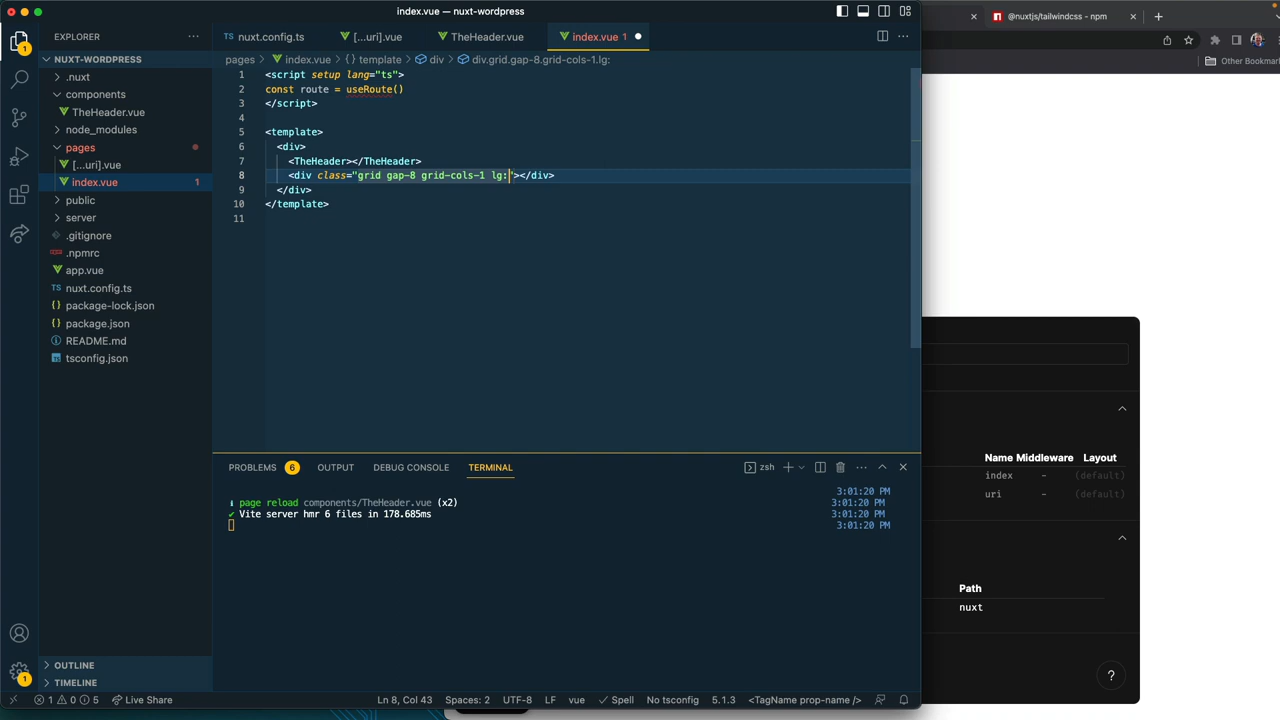 index.vue — nuxt-wordpress
@nuxtjs/tailwindcss - npm
EXPLORER
nuxt.config.ts
[...uri].vue
TheHeader.vue
index.vue 1
Other Bookmar
NUXT-WORDPRESS
.nuxt
components
TheHeader.vue
node_modules
pages
[...uri].vue
index.vue 1
public
server
.gitignore
.npmrc
app.vue
nuxt.config.ts
package-lock.json
package.json
README.md
tsconfig.json
OUTLINE
TIMELINE
pages > index.vue > {} template > div > div.grid.gap-8.grid-cols-1.lg:
1 <script setup lang="ts">
2 const route = useRoute()
3 </script>
4
5 <template>
6 <div>
7 <TheHeader></TheHeader>
8 <div class="grid gap-8 grid-cols-1 lg:"></div>
9 </div>
10 </template>
11
PROBLEMS 6 OUTPUT DEBUG CONSOLE TERMINAL zsh
3:01:20 PM
page reload components/TheHeader.vue (x2) 3:01:20 PM
✔ Vite server hmr 6 files in 178.685ms 3:01:20 PM
3:01:20 PM
Name Middleware Layout
index - (default)
uri - (default)
Path
nuxt
?
1 0 5 Live Share Ln 8, Col 43 Spaces: 2 UTF-8 LF vue Spell No tsconfig 5.1.3 <TagName prop-name />